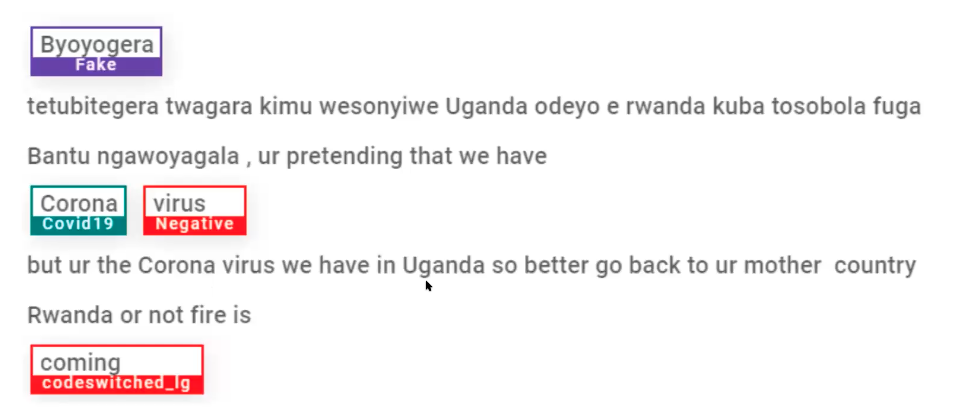 Byoyogera
Fake
tetubitegera twagara kimu wesonyiwe Uganda odeyo e rwanda kuba tosobola fuga
Bantu ngawoyagala , ur pretending that we have
Corona virus
Covid19 Negative
but ur the Corona virus we have in Uganda so better go back to ur mother country
Rwanda or not fire is
coming
codeswitched_lg